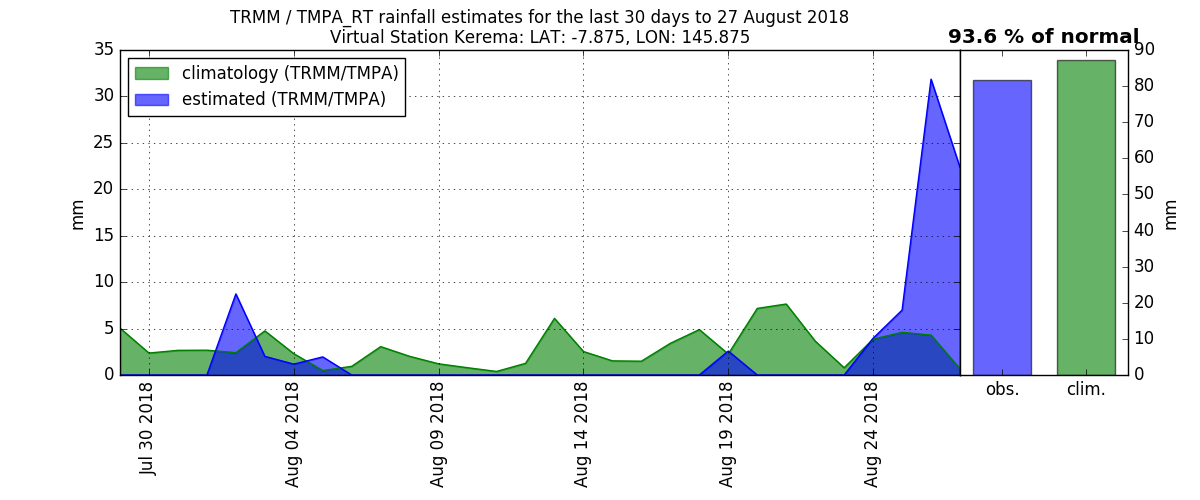 TRMM / TMPA_RT rainfall estimates for the last 30 days to 27 August 2018
Virtual Station Kerema: LAT: -7.875, LON: 145.875
93.6 % of normal
climatology (TRMM/TMPA)
estimated (TRMM/TMPA)
mm
35
30
25
20
15
10
5
0
Jul 30 2018
Aug 04 2018
Aug 09 2018
Aug 14 2018
Aug 19 2018
Aug 24 2018
obs.
clim.
90
80
70
60
50
40
30
20
10
0
mm